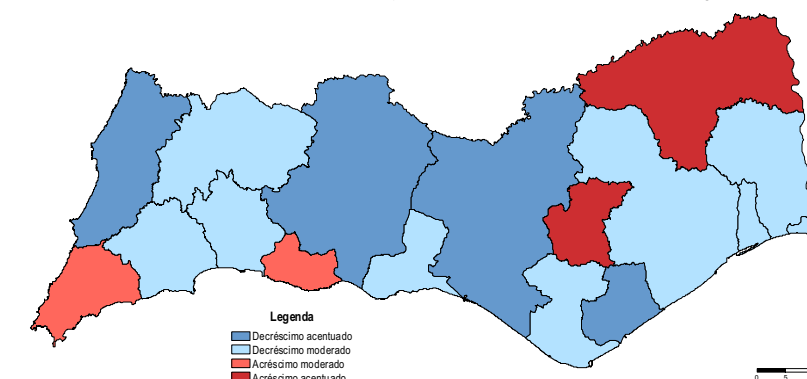 Legenda
Decréscimo acentuado
Decréscimo moderado
Acréscimo moderado
Acréscimo acentuado
0 5